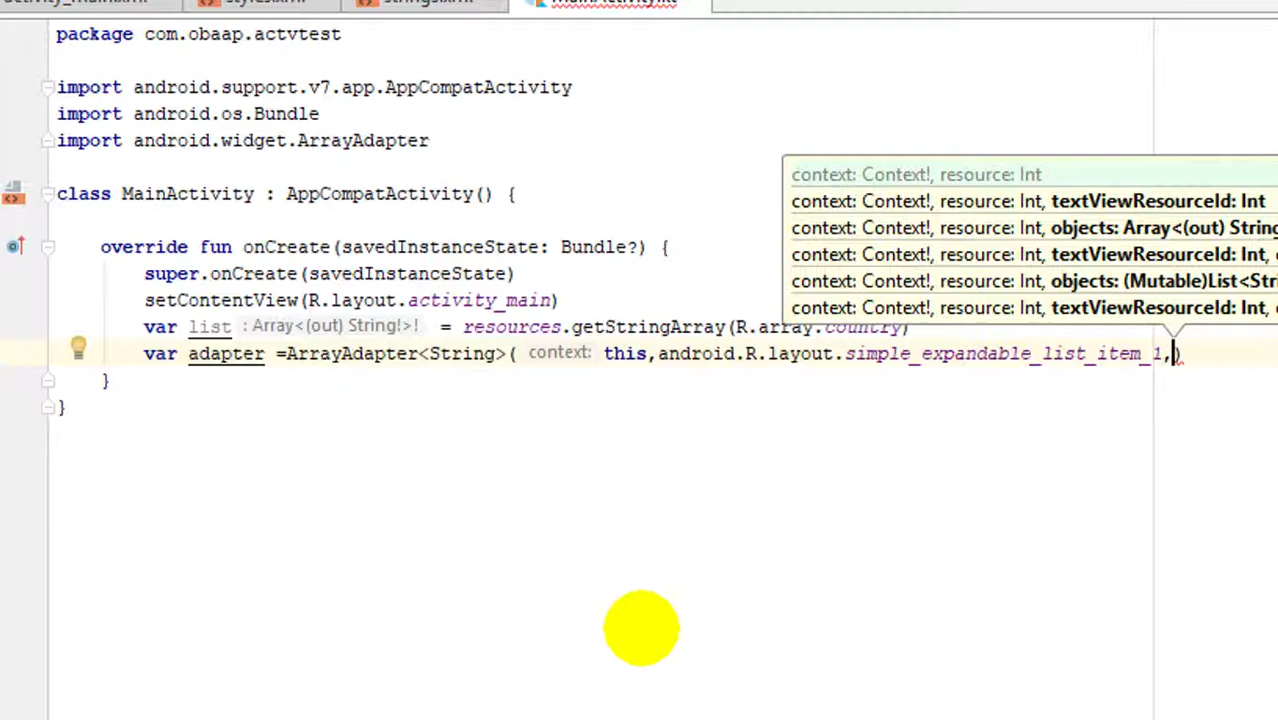 package com.obaap.actvtest
import android.support.v7.app.AppCompatActivity
import android.os.Bundle
import android.widget.ArrayAdapter
context: Context!, resource: Int
class MainActivity : AppCompatActivity() {
context: Context!, resource: Int, textViewResourceId: Int
context: Context!, resource: Int, objects: Array<(out) String
override fun onCreate(savedInstanceState: Bundle?) {
context: Context!, resource: Int, textViewResourceId: Int,
super.onCreate(savedInstanceState)
context: Context!, resource: Int, objects: (Mutable)List<Stri
setContentView(R.layout.activity_main)
context: Context!, resource: Int, textViewResourceId: Int,
var list : Array<(out) String!>! = resources.getStringArray(R.array.country)
var adapter =ArrayAdapter<String>( context: this,android.R.layout.simple_expandable_list_item_1,)
}
}